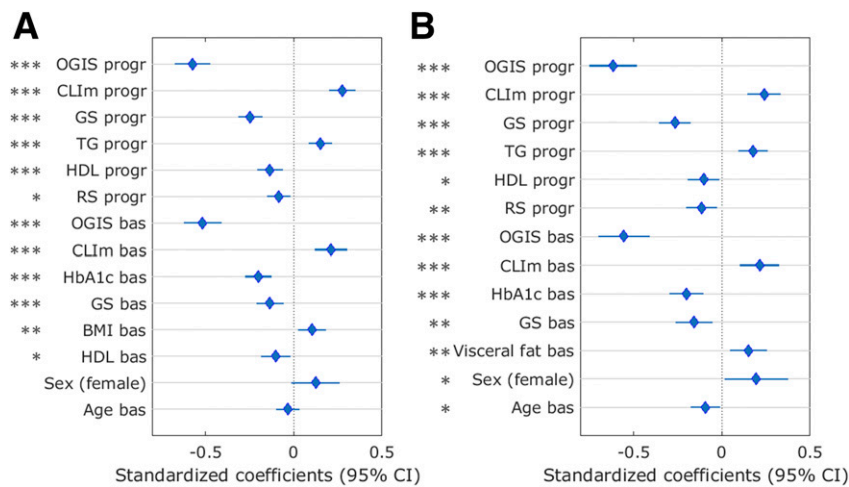 A
*** OGIS progr
*** CLIm progr
*** GS progr
*** TG progr
*** HDL progr
* RS progr
*** OGIS bas
*** CLIm bas
*** HbA1c bas
*** GS bas
** BMI bas
* HDL bas
Sex (female)
Age bas
-0.5 0 0.5
Standardized coefficients (95% CI)
B
*** OGIS progr
*** CLIm progr
*** GS progr
*** TG progr
* HDL progr
** RS progr
*** OGIS bas
*** CLIm bas
*** HbA1c bas
** GS bas
** Visceral fat bas
* Sex (female)
* Age bas
-0.5 0 0.5
Standardized coefficients (95% CI)